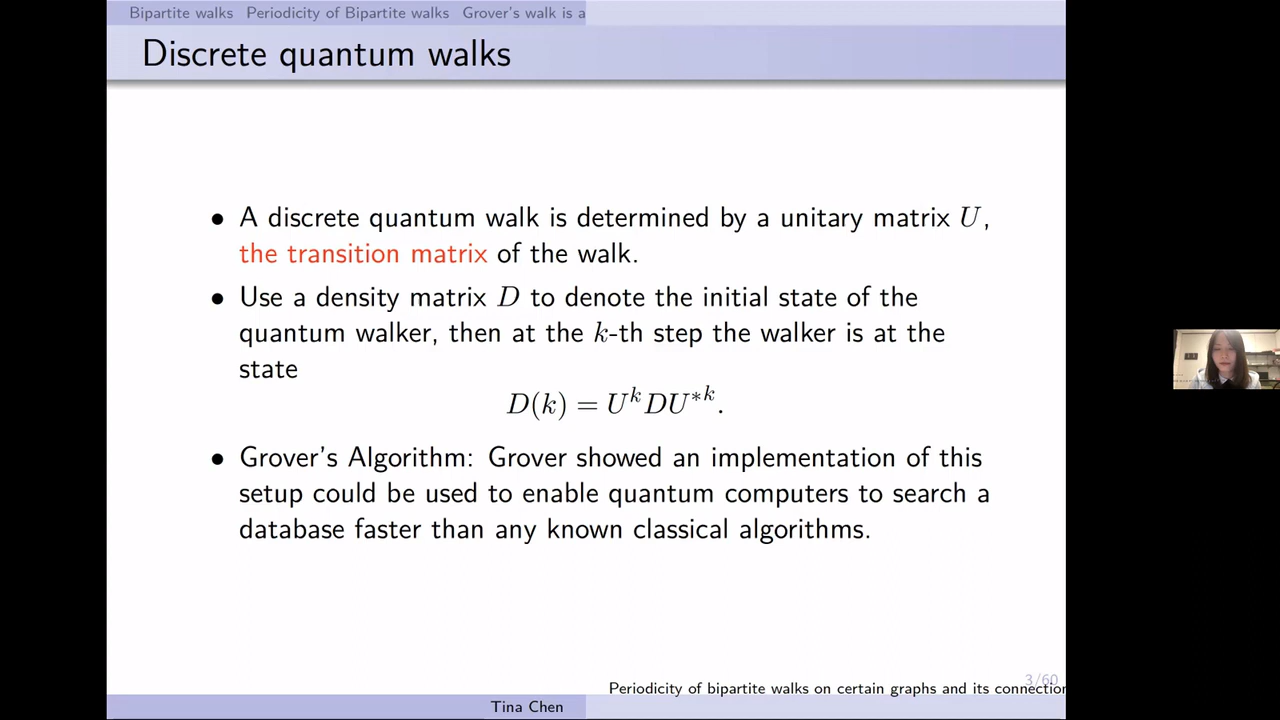 Bipartite walks Periodicity of Bipartite walks Grover's walk is a
Discrete quantum walks
• A discrete quantum walk is determined by a unitary matrix U,
the transition matrix of the walk.
• Use a density matrix D to denote the initial state of the
quantum walker, then at the k-th step the walker is at the
state
D(k) = U^k DU^{*k}.
• Grover's Algorithm: Grover showed an implementation of this
setup could be used to enable quantum computers to search a
database faster than any known classical algorithms.
3/60
Periodicity of bipartite walks on certain graphs and its connection
Tina Chen